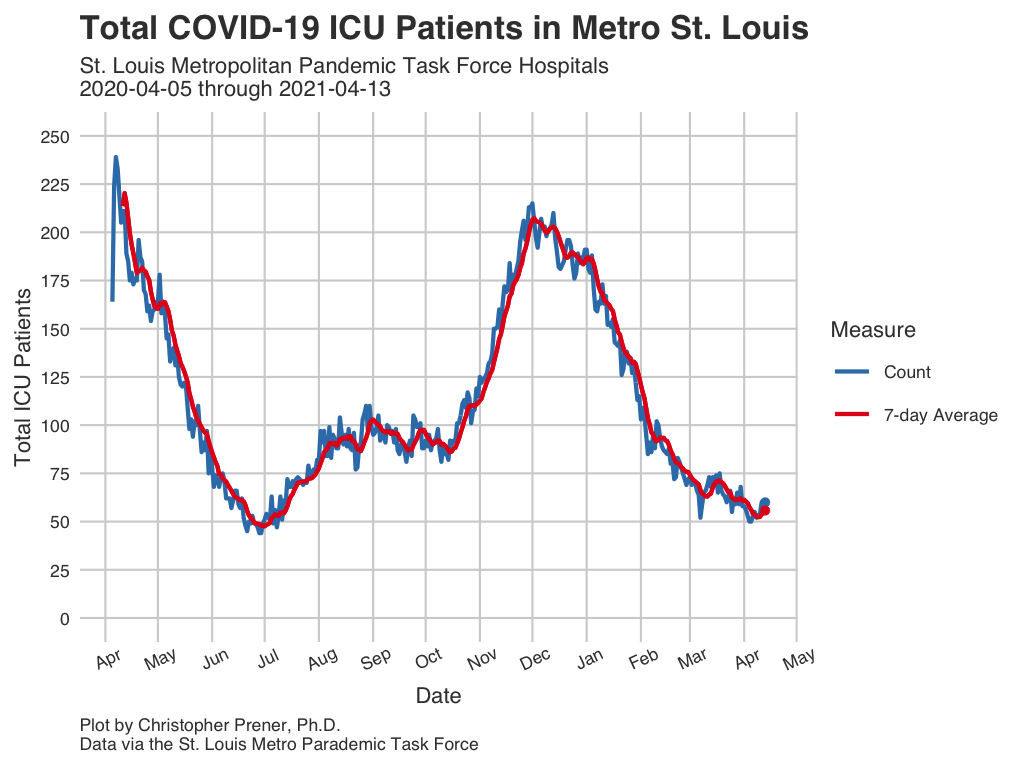 Total COVID-19 ICU Patients in Metro St. Louis
St. Louis Metropolitan Pandemic Task Force Hospitals
2020-04-05 through 2021-04-13
250
225
200
175
150
125
100
75
50
25
0
Total ICU Patients
Apr
May
Jun
Jul
Aug
Sep
Oct
Nov
Dec
Jan
Feb
Mar
Apr
May
Date
Measure
Count
7-day Average
Plot by Christopher Prener, Ph.D.
Data via the St. Louis Metro Parademic Task Force